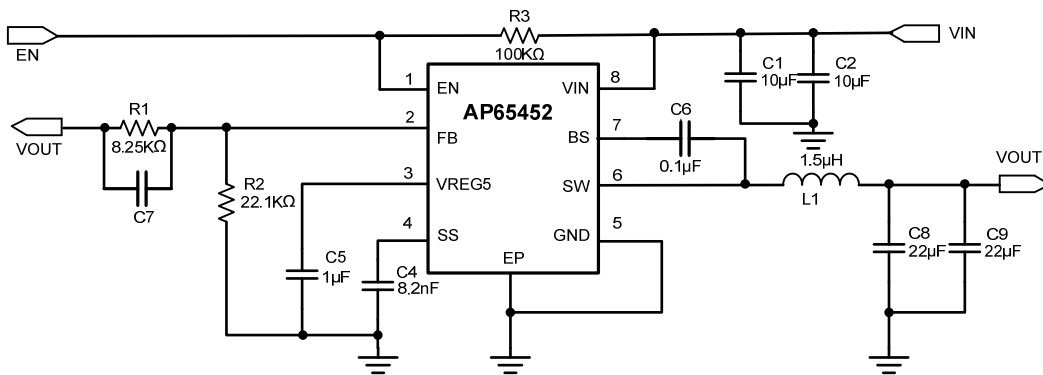 R3
EN
100KΩ
VIN
C1
10µF
C2
10µF
1
EN
VIN
8
AP65452
R1
8.25KΩ
VOUT
C7
2
FB
BS
7
C6
0.1µF
R2
22.1KΩ
3
VREG5
SW
6
1.5µH
L1
VOUT
4
SS
GND
5
EP
C5
1µF
C4
8.2nF
C8
22µF
C9
22µF